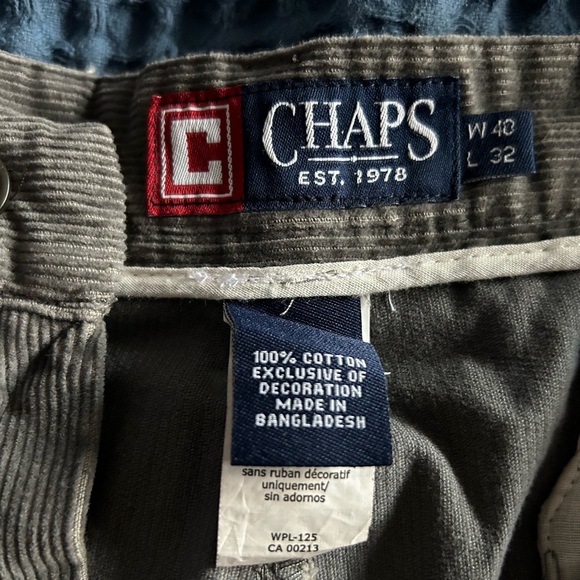 C
CHAPS
EST. 1978
W 40
L 32
100% COTTON
EXCLUSIVE OF
DECORATION
MADE IN
BANGLADESH
sans ruban décoratif
uniquement/
sin adornos
WPL-125
CA 00213